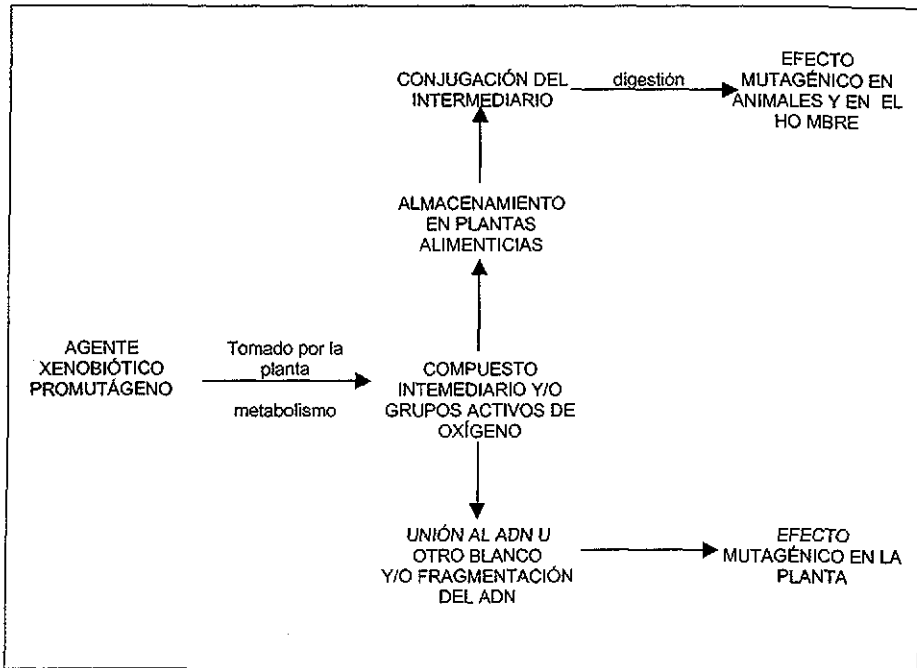 CONJUGACIÓN DEL
INTERMEDIARIO
digestión
EFECTO
MUTAGÉNICO EN
ANIMALES Y EN EL
HO MBRE
ALMACENAMIENTO
EN PLANTAS
ALIMENTICIAS
AGENTE
XENOBIÓTICO
PROMUTÁGENO
Tomado por la
planta
metabolismo
COMPUESTO
INTEMEDIARIO Y/O
GRUPOS ACTIVOS DE
OXÍGENO
UNIÓN AL ADN U
OTRO BLANCO
Y/O FRAGMENTACIÓN
DEL ADN
EFECTO
MUTAGÉNICO EN LA
PLANTA